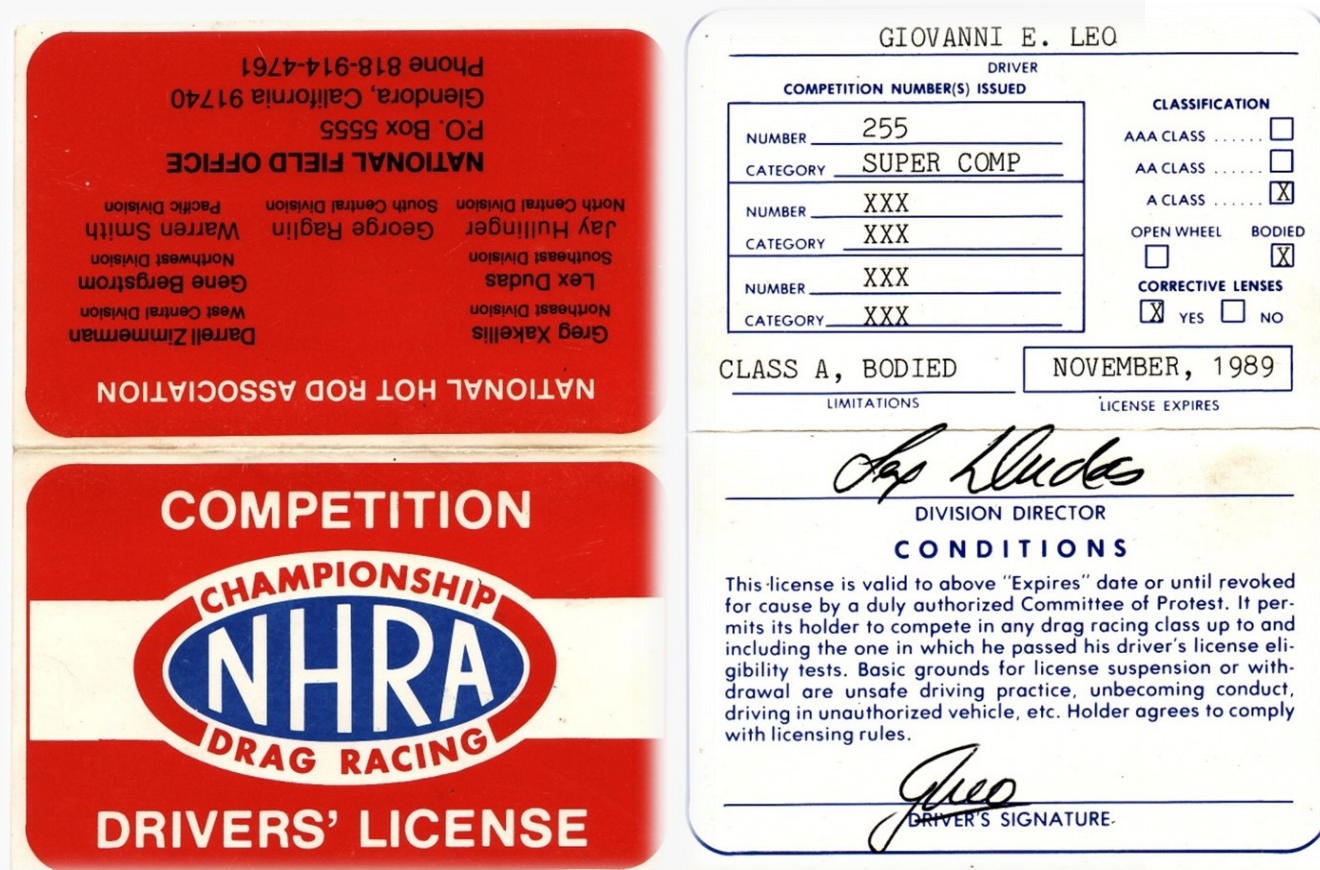 NATIONAL HOT ROD ASSOCIATION
Greg Xakellis
Northeast Division
Darrell Zimmerman
West Central Division
Lex Dudas
Southeast Division
Gene Bergstrom
Northwest Division
Jay Hullinger
North Central Division
George Raglin
South Central Division
Warren Smith
Pacific Division
NATIONAL FIELD OFFICE
P.O. Box 5555
Glendora, California 91740
Phone 818-914-4761
COMPETITION
CHAMPIONSHIP
NHRA
DRAG RACING
DRIVERS' LICENSE
GIOVANNI E. LEO
DRIVER
COMPETITION NUMBER(S) ISSUED
NUMBER 255
CATEGORY SUPER COMP
NUMBER XXX
CATEGORY XXX
NUMBER XXX
CATEGORY XXX
CLASSIFICATION
AAA CLASS ......
AA CLASS ......
A CLASS ...... X
OPEN WHEEL BODIED
X
CORRECTIVE LENSES
X YES NO
CLASS A, BODIED
LIMITATIONS
NOVEMBER, 1989
LICENSE EXPIRES
Lex Dudas
DIVISION DIRECTOR
CONDITIONS
This license is valid to above "Expires" date or until revoked
for cause by a duly authorized Committee of Protest. It per-
mits its holder to compete in any drag racing class up to and
including the one in which he passed his driver's license eli-
gibility tests. Basic grounds for license suspension or with-
drawal are unsafe driving practice, unbecoming conduct,
driving in unauthorized vehicle, etc. Holder agrees to comply
with licensing rules.
GLeo
DRIVER'S SIGNATURE